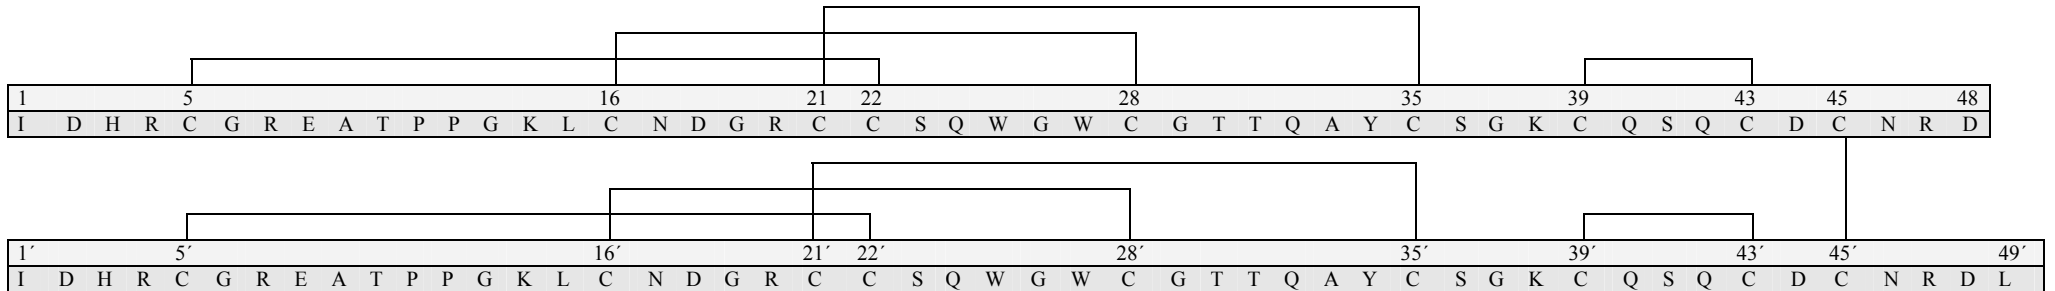 1 5 16 21 22 28 35 39 43 45 48
I D H R C G R E A T P P G K L C N D G R C C S Q W G W C G T T Q A Y C S G K C Q S Q C D C N R D
1´ 5´ 16´ 21´ 22´ 28´ 35´ 39´ 43´ 45´ 49´
I D H R C G R E A T P P G K L C N D G R C C S Q W G W C G T T Q A Y C S G K C Q S Q C D C N R D L